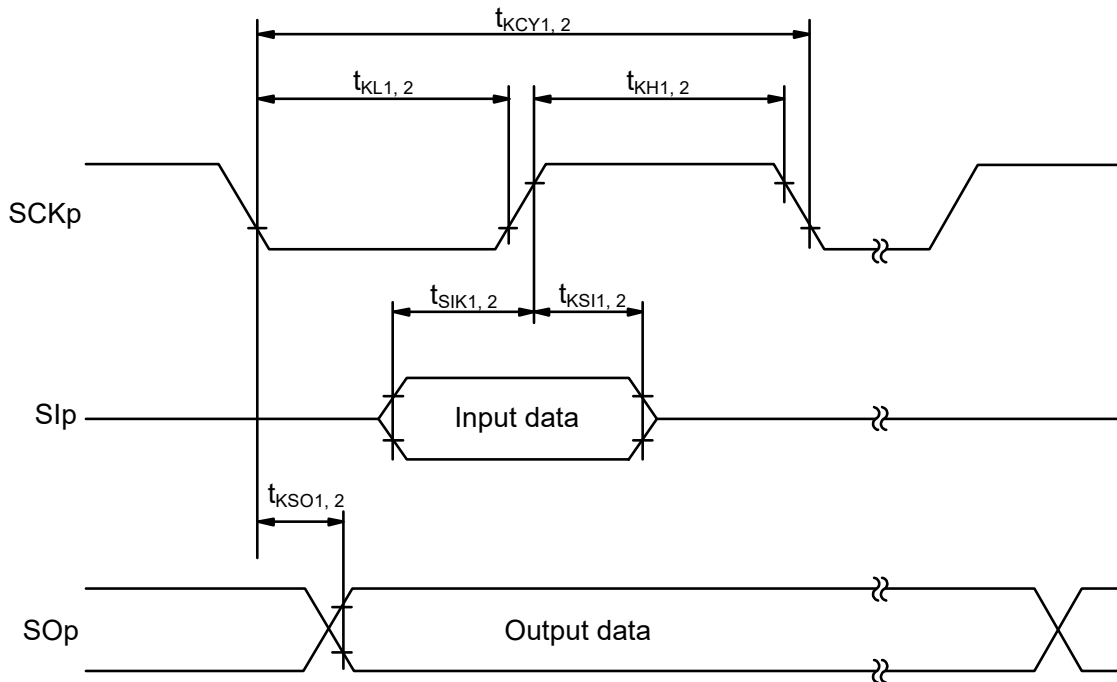 tKCY1, 2
tKL1, 2
tKH1, 2
SCKp
tSIK1, 2
tKSI1, 2
SIp
Input data
tKSO1, 2
SOp
Output data